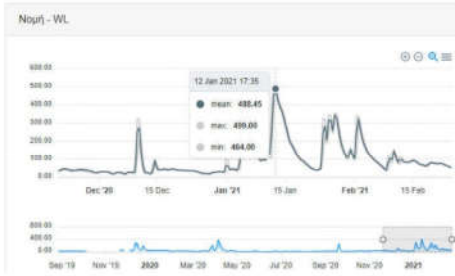 Νομή - WL
600.00
500.00
400.00
300.00
200.00
100.00
0.00
12 Jan 2021 17:35
mean: 488.45
max: 499.00
min: 464.00
Dec '20 15 Dec Jan '21 15 Jan Feb '21 15 Feb
800.00
400.00
0.00
Sep '19 Nov '19 2020 Mar '20 May '20 Jul '20 Sep '20 Nov '20 2021